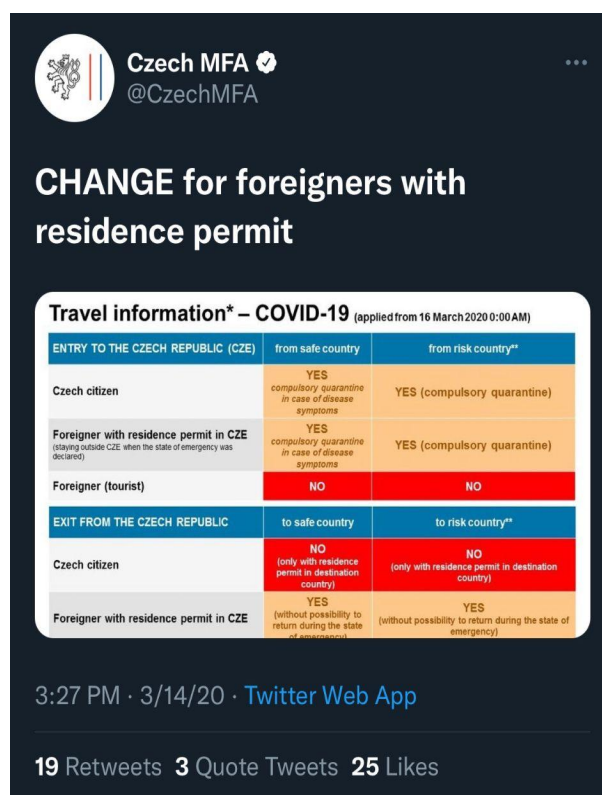 Czech MFA
@CzechMFA
CHANGE for foreigners with
residence permit
Travel information* – COVID-19 (applied from 16 March 2020 0:00 AM)
ENTRY TO THE CZECH REPUBLIC (CZE) from safe country from risk country**
Czech citizen
YES
compulsory quarantine
in case of disease
symptoms
YES (compulsory quarantine)
Foreigner with residence permit in CZE
(staying outside CZE when the state of emergency was
declared)
YES
compulsory quarantine
in case of disease
symptoms
YES (compulsory quarantine)
Foreigner (tourist) NO NO
EXIT FROM THE CZECH REPUBLIC to safe country to risk country**
Czech citizen
NO
(only with residence
permit in destination
country)
NO
(only with residence permit in destination
country)
Foreigner with residence permit in CZE
YES
(without possibility to
return during the state
of emergency)
YES
(without possibility to return during the state of
emergency)
3:27 PM · 3/14/20 · Twitter Web App
19 Retweets 3 Quote Tweets 25 Likes